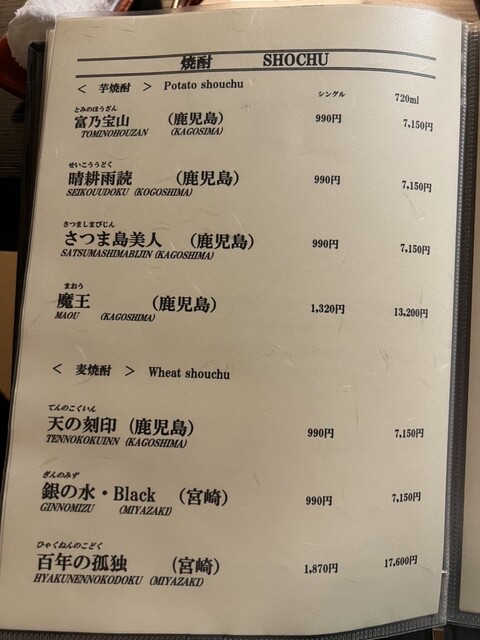 焼酎 SHOCHU
< 芋焼酎 > Potato shouchu シングル 720ml
とみのほうざん
富乃宝山 (鹿児島) 990円 7,150円
TOMINOHOUZAN (KAGOSIMA)
せいこううどく
晴耕雨読 (鹿児島) 990円 7,150円
SEIKOUUDOKU (KOGOSHIMA)
さつましまびじん
さつま島美人 (鹿児島) 990円 7,150円
SATSUMASHIMABIJIN (KAGOSHIMA)
まおう
魔王 (鹿児島) 1,320円 13,200円
MAOU (KAGOSHIMA)
< 麦焼酎 > Wheat shouchu
てんのこくいん
天の刻印 (鹿児島) 990円 7,150円
TENNOKOKUINN (KAGOSHIMA)
ぎんのみず
銀の水・Black (宮崎) 990円 7,150円
GINNOMIZU (MIYAZAKI)
ひゃくねんのこどく
百年の孤独 (宮崎) 1,870円 17,600円
HYAKUNENNOKODOKU (MIYAZAKI)